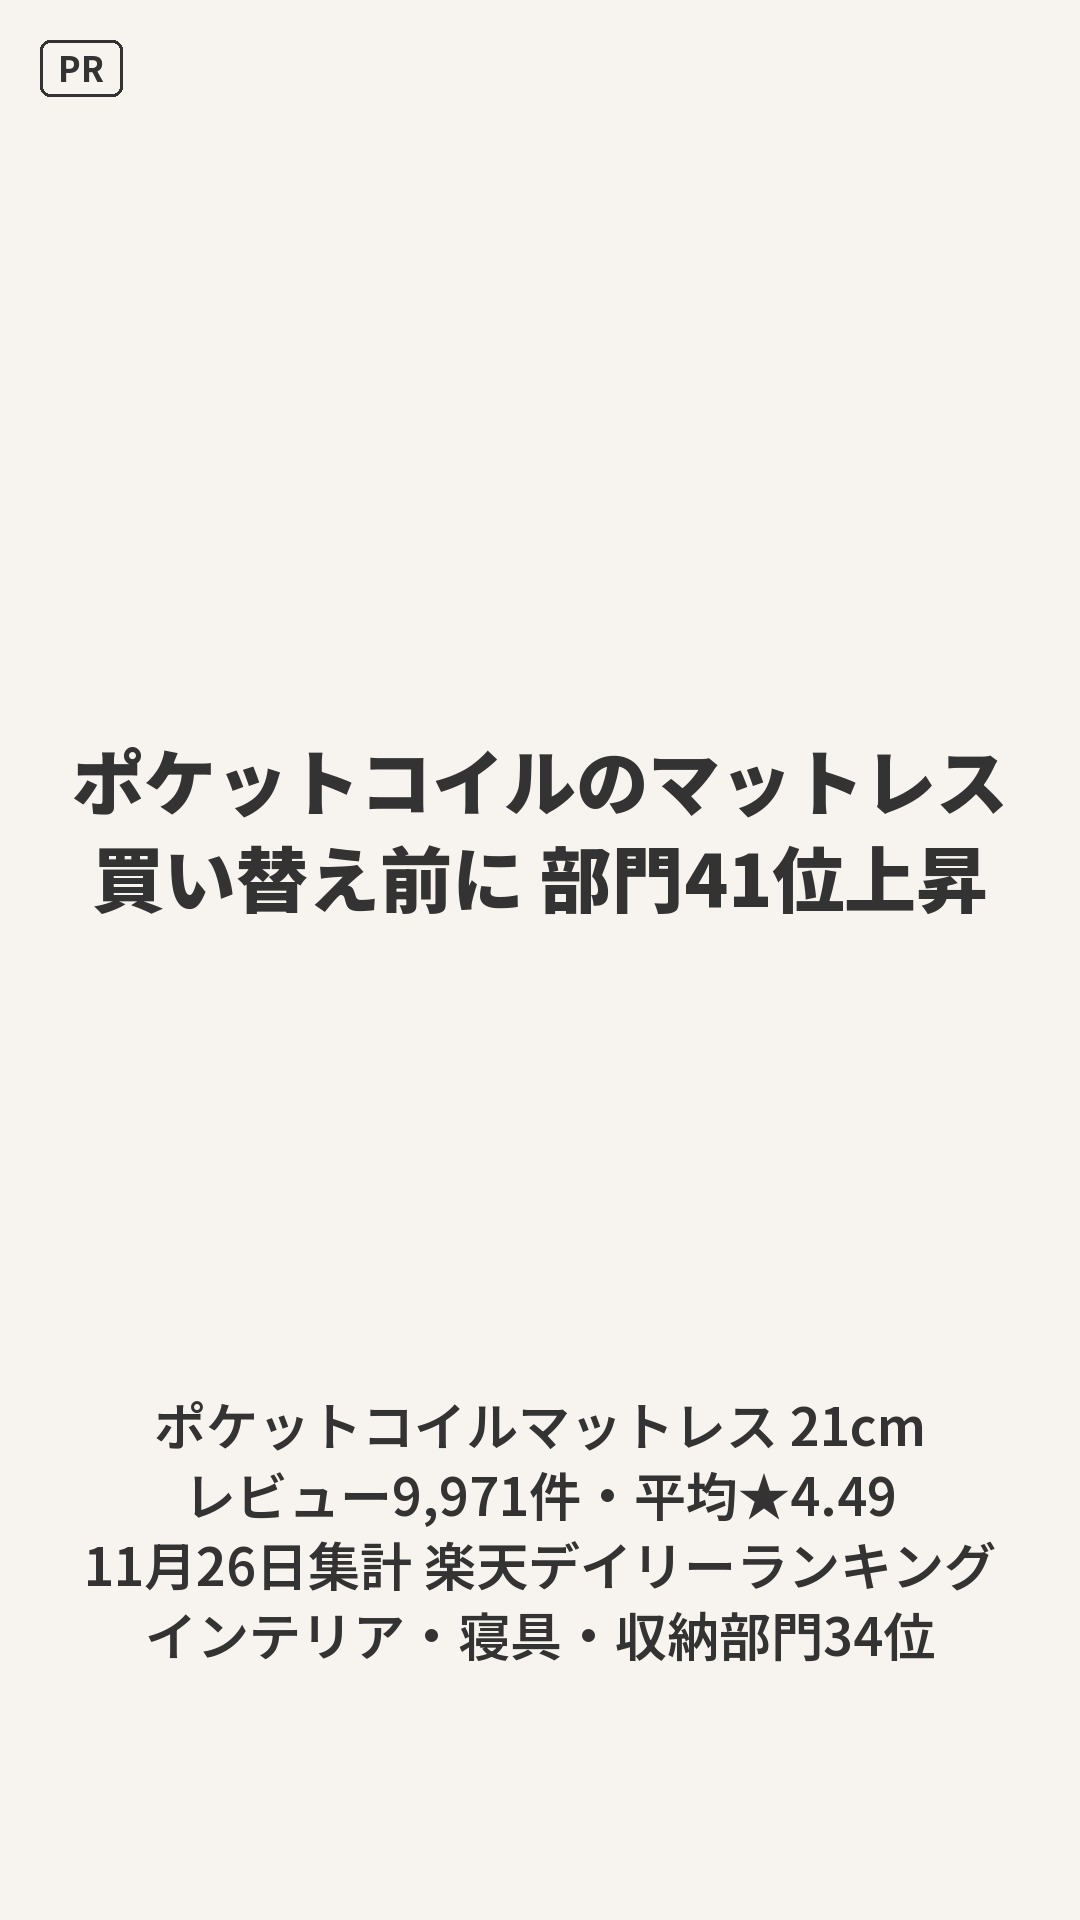 PR
ポケットコイルのマットレス
買い替え前に 部門41位上昇
ポケットコイルマットレス 21cm
レビュー9,971件・平均★4.49
11月26日集計 楽天デイリーランキング
インテリア・寝具・収納部門34位